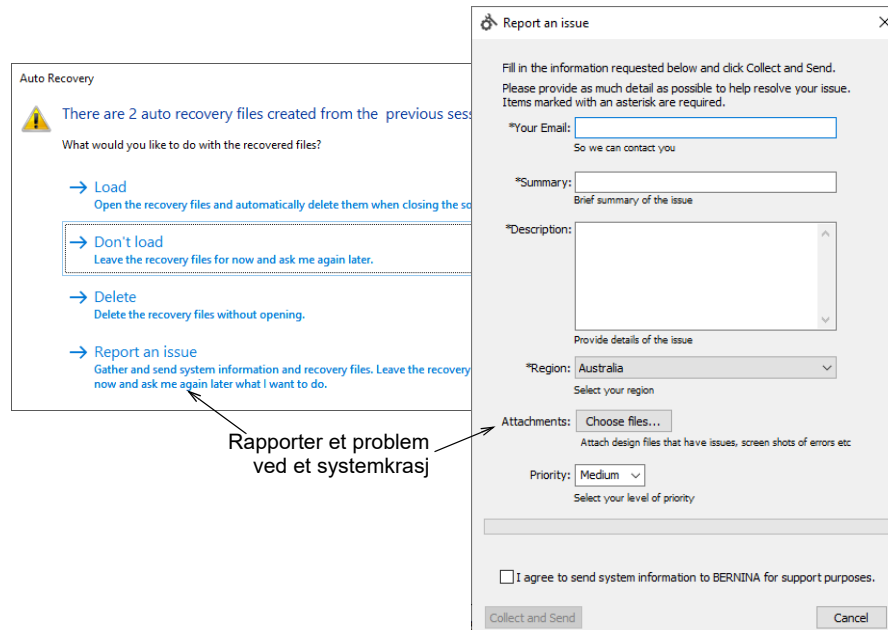 Auto Recovery
There are 2 auto recovery files created from the previous
What would you like to do with the recovered files?
Load
Open the recovery files and automatically delete them when closing the
Don't load
Leave the recovery files for now and ask me again later.
Delete
Delete the recovery files without opening.
Report an issue
Gather and send system information and recovery files. Leave the recovery
now and ask me again later what I want to do.
Rapporter et problem
ved et systemkrasj
Report an issue
Fill in the information requested below and click Collect and Send.
Please provide as much detail as possible to help resolve your issue.
Items marked with an asterisk are required.
*Your Email:
So we can contact you
*Summary:
Brief summary of the issue
*Description:
Provide details of the issue
*Region: Australia
Select your region
Attachments: Choose files...
Attach design files that have issues, screen shots of errors etc
Priority: Medium
Select your level of priority
I agree to send system information to BERNINA for support purposes.
Collect and Send Cancel